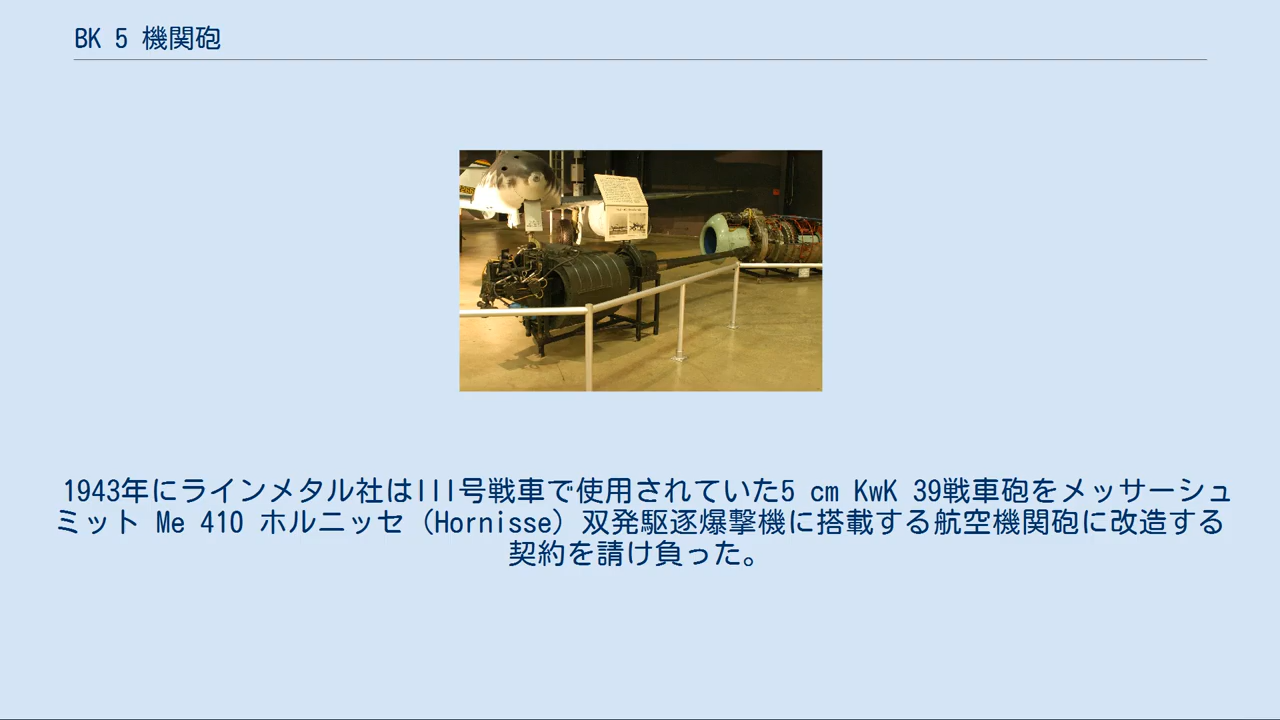 BK 5 機関砲
1943年にラインメタル社はIII号戦車で使用されていた5 cm KwK 39戦車砲をメッサーシュ
ミット Me 410 ホルニッセ（Hornisse）双発駆逐爆撃機に搭載する航空機関砲に改造する
契約を請け負った。